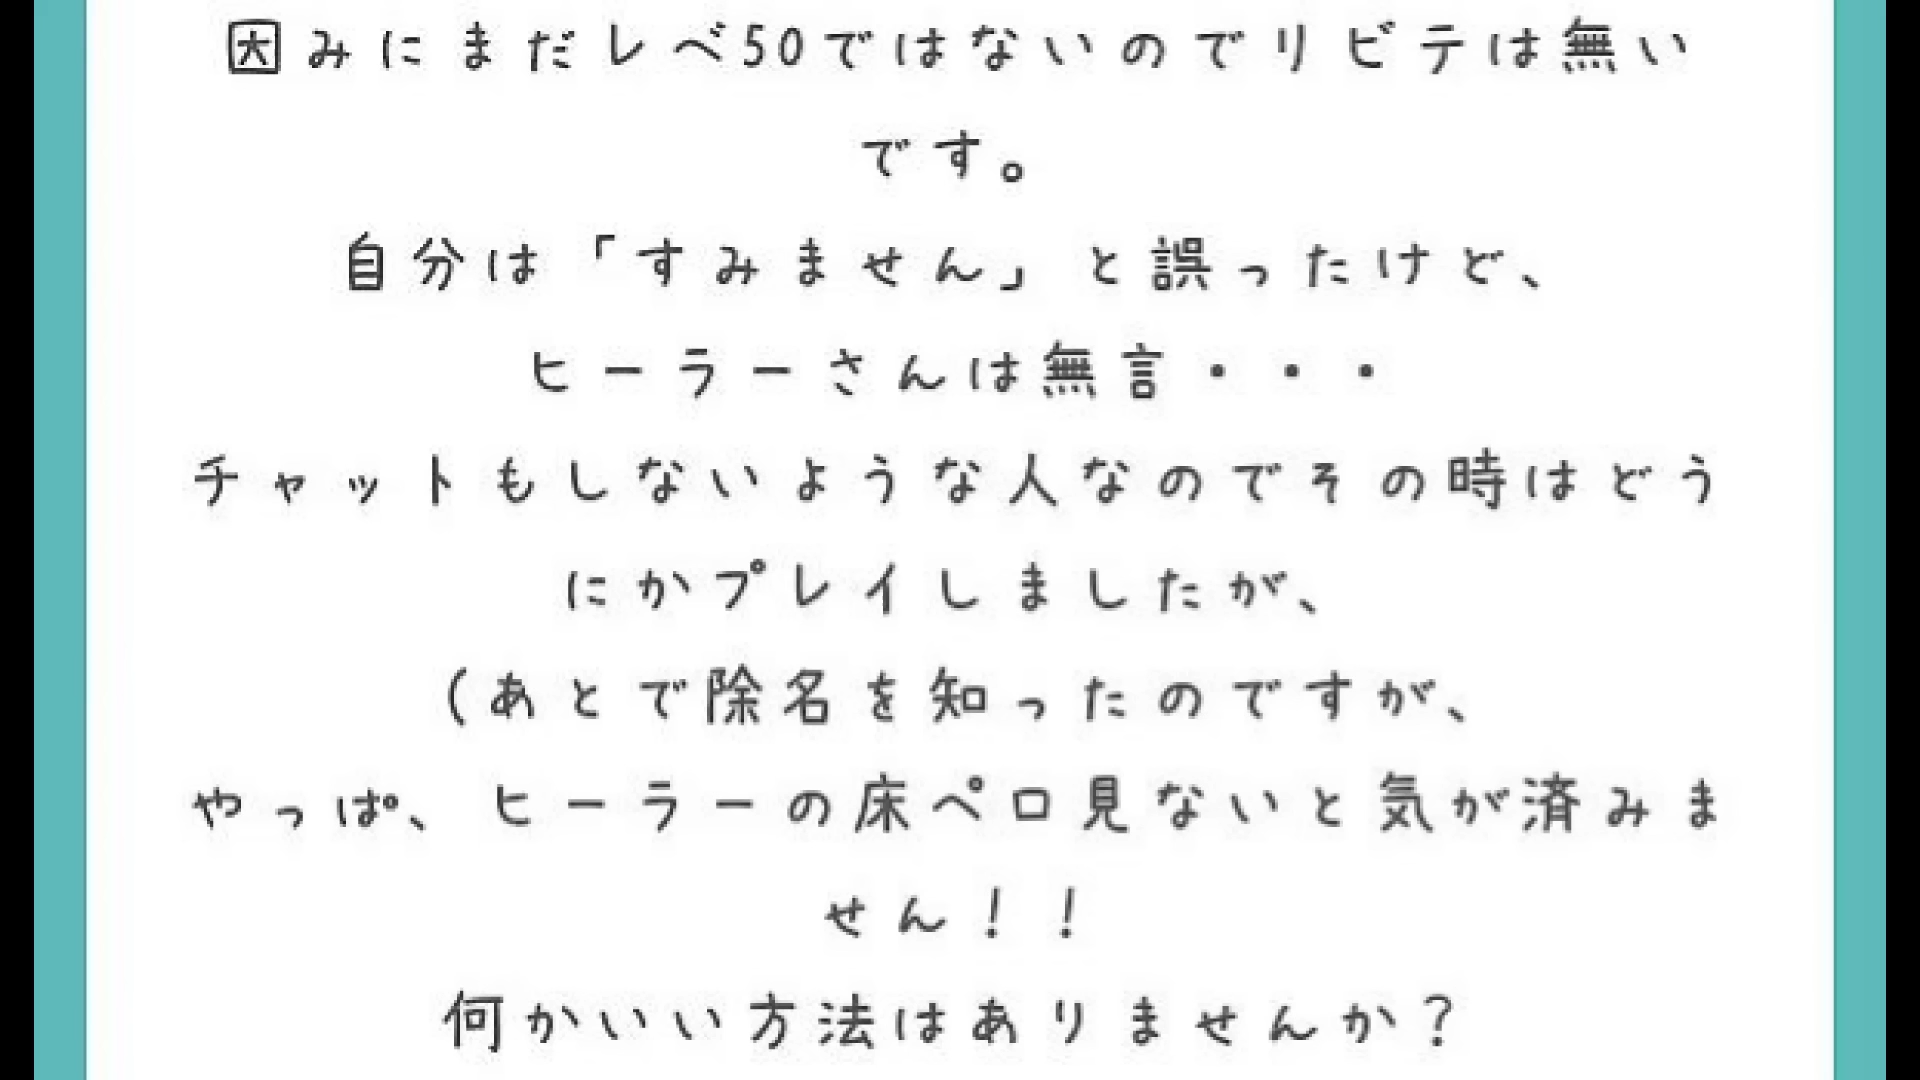 因みにまだレベ50ではないのでリビテは無い
です。
自分は「すみません」と誤ったけど、
ヒーラーさんは無言・・・
チャットもしないような人なのでその時はどう
にかプレイしましたが、
(あとで除名を知ったのですが、
やっぱ、ヒーラーの床ペロ見ないと気が済みま
せん！！
何かいい方法はありませんか？